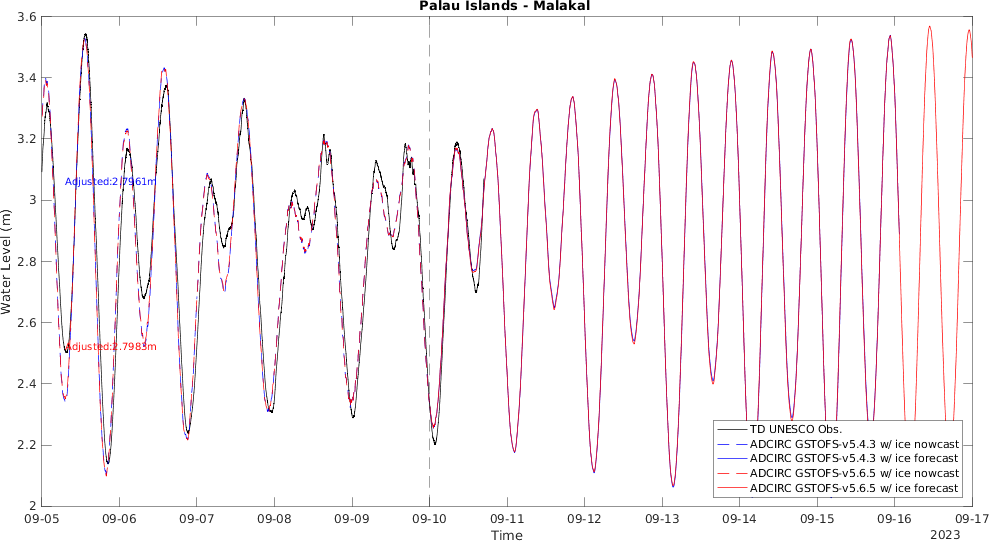 Palau Islands - Malakal
3.6
3.4
3.2
3
2.8
2.6
2.4
2.2
2
Water Level (m)
Adjusted:2.7961m
Adjusted:2.7983m
TD UNESCO Obs.
ADCIRC GSTOFS-v5.4.3 w/ ice nowcast
ADCIRC GSTOFS-v5.4.3 w/ ice forecast
ADCIRC GSTOFS-v5.6.5 w/ ice nowcast
ADCIRC GSTOFS-v5.6.5 w/ ice forecast
09-05 09-06 09-07 09-08 09-09 09-10 09-11 09-12 09-13 09-14 09-15 09-16 09-17
Time 2023